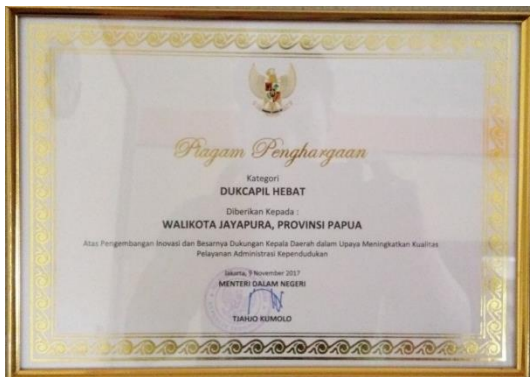 Piagam Penghargaan
Kategori
DUKCAPIL HEBAT
Diberikan Kepada :
WALIKOTA JAYAPURA, PROVINSI PAPUA
Atas Pengembangan Inovasi dan Besarnya Dukungan Kepala Daerah dalam Upaya Meningkatkan Kualitas
Pelayanan Administrasi Kependudukan
Jakarta, 9 November 2017
MENTERI DALAM NEGERI
TJAHJO KUMOLO